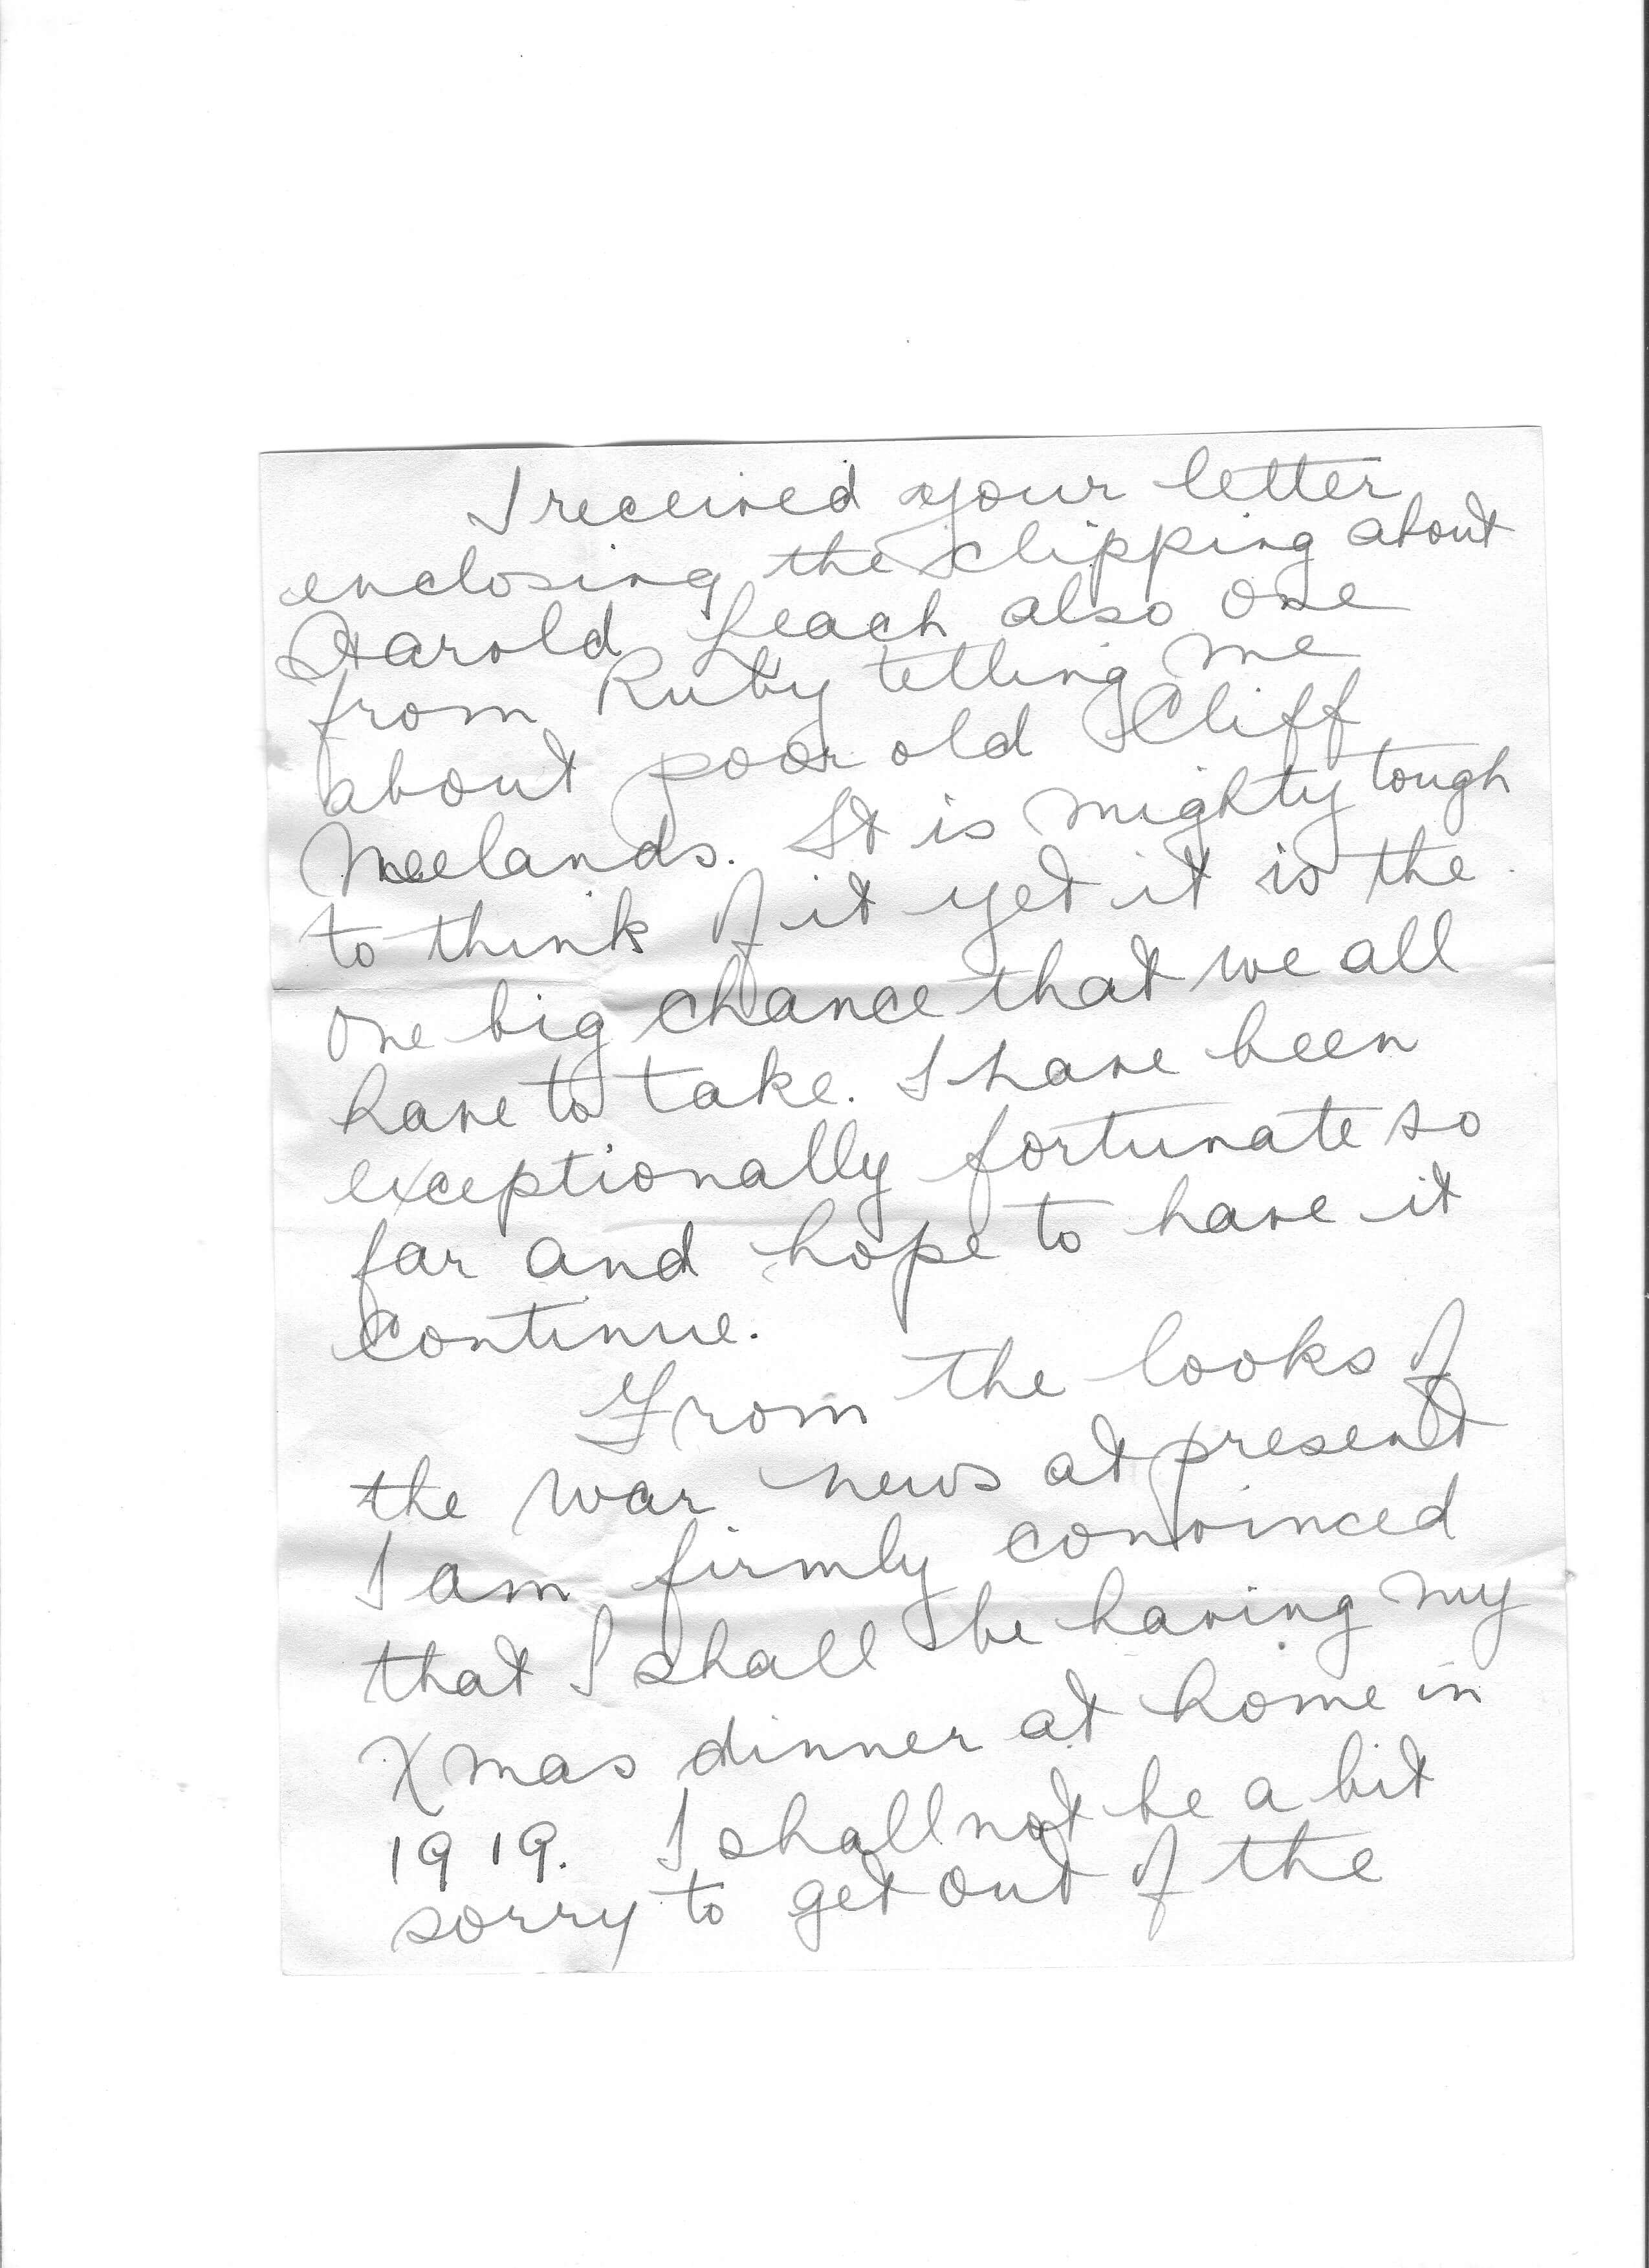 I received your letter
enclosing the clipping about
Harold Leach also one
from Ruby telling me
about poor old Cliff
Neelands. It is mighty tough
to think of it yet it is the
one big chance that we all
have to take. I have been
exceptionally fortunate so
far and hope to have it
continue.
From the looks of
the war news at present
I am firmly convinced
that I shall be having my
Xmas dinner at home in
1919. I shall not be a bit
sorry to get out of the